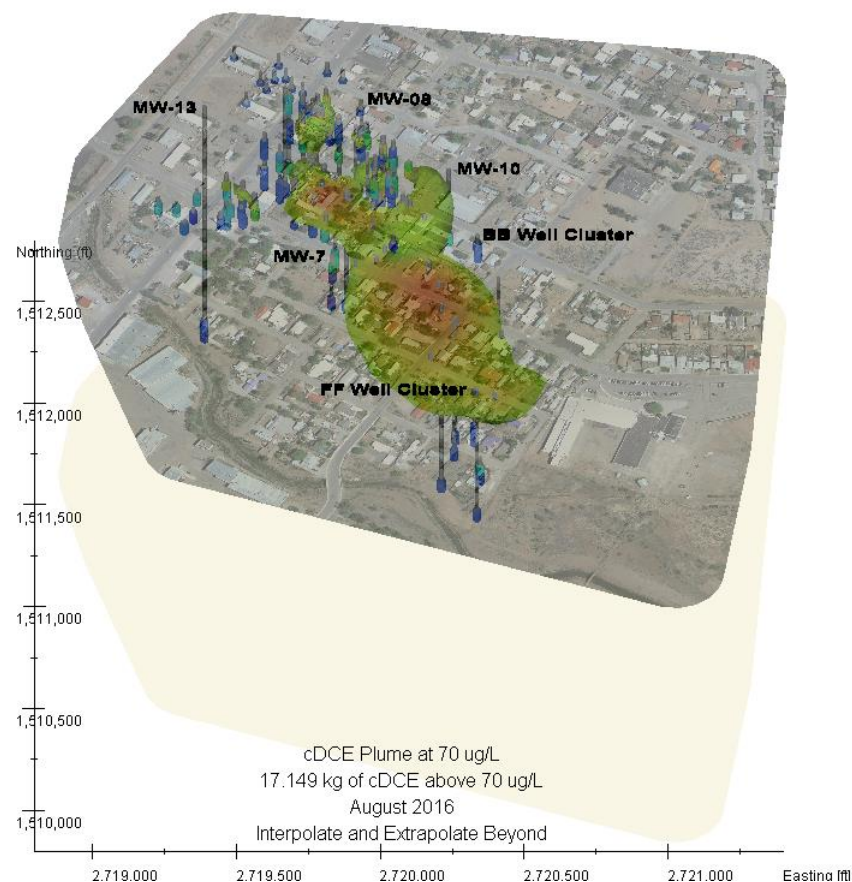 MW-13
MW-08
MW-10
BB Well Cluster
Northing (ft)
MW-7
1,512,500
FF Well Cluster
1,512,000
1,511,500
1,511,000
1,510,500
cDCE Plume at 70 ug/L
17.149 kg of cDCE above 70 ug/L
August 2016
1,510,000
Interpolate and Extrapolate Beyond
2.719.000 2.719.500 2.720.000 2.720.500 2.721.000 Easting (ft)